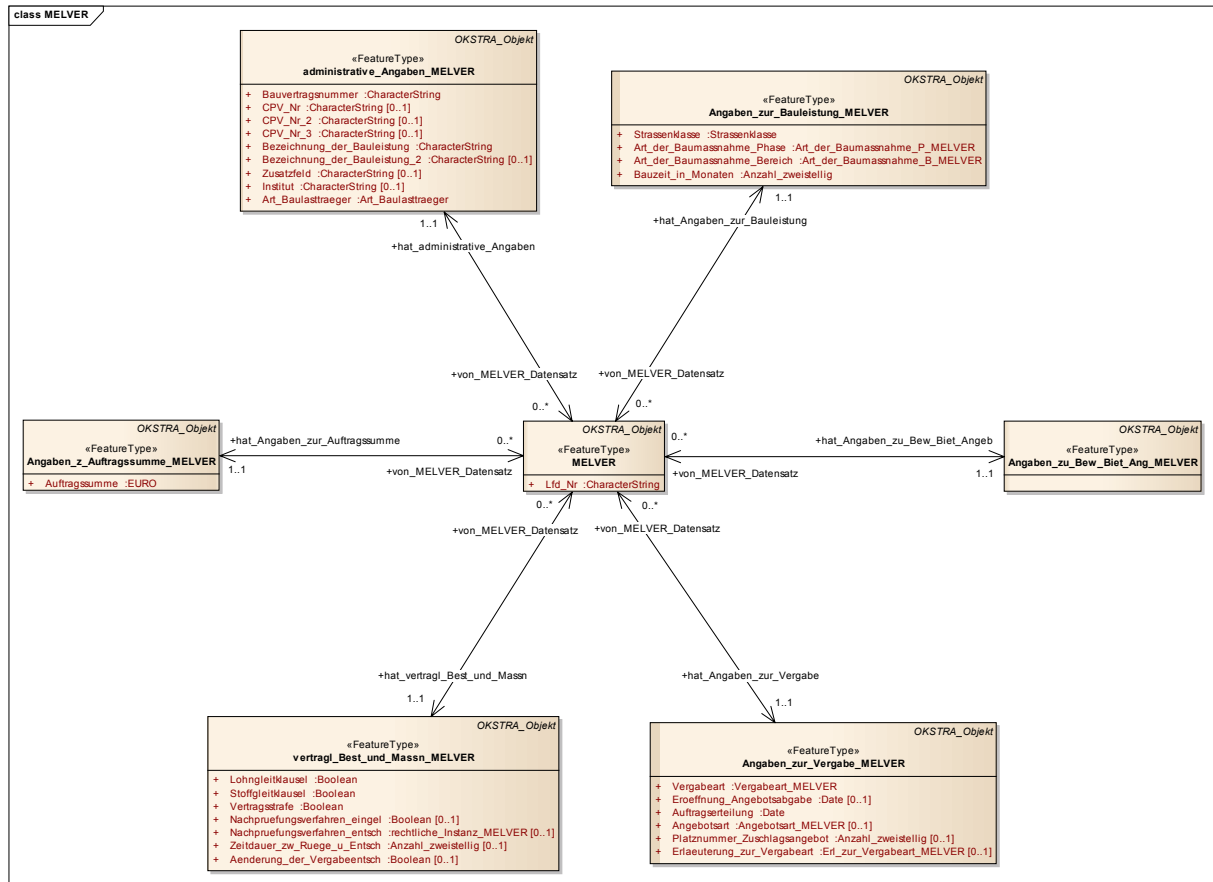 class MELVER
OKSTRA_Objekt
«FeatureType»
administrative_Angaben_MELVER
+ Bauvertragsnummer :CharacterString
+ CPV_Nr :CharacterString [0..1]
+ CPV_Nr_2 :CharacterString [0..1]
+ CPV_Nr_3 :CharacterString [0..1]
+ Bezeichnung_der_Bauleistung :CharacterString
+ Bezeichnung_der_Bauleistung_2 :CharacterString [0..1]
+ Zusatzfeld :CharacterString [0..1]
+ Institut :CharacterString [0..1]
+ Art_Baulasttraeger :Art_Baulasttraeger
OKSTRA_Objekt
«FeatureType»
Angaben_zur_Bauleistung_MELVER
+ Strassenklasse :Strassenklasse
+ Art_der_Baumassnahme_Phase :Art_der_Baumassnahme_P_MELVER
+ Art_der_Baumassnahme_Bereich :Art_der_Baumassnahme_B_MELVER
+ Bauzeit_in_Monaten :Anzahl_zweistellig
1..1
+hat_administrative_Angaben
1..1
+hat_Angaben_zur_Bauleistung
+von_MELVER_Datensatz
0..*
+von_MELVER_Datensatz
0..*
OKSTRA_Objekt
«FeatureType»
Angaben_z_Auftragssumme_MELVER
+ Auftragssumme :EURO
+hat_Angaben_zur_Auftragssumme
1..1
0..*
+von_MELVER_Datensatz
OKSTRA_Objekt
«FeatureType»
MELVER
+ Lfd_Nr :CharacterString
0..*
+von_MELVER_Datensatz
+hat_Angaben_zu_Bew_Biet_Angeb
1..1
OKSTRA_Objekt
«FeatureType»
Angaben_zu_Bew_Biet_Ang_MELVER
0..*
+von_MELVER_Datensatz
0..*
+von_MELVER_Datensatz
+hat_vertragl_Best_und_Massn
1..1
+hat_Angaben_zur_Vergabe
1..1
OKSTRA_Objekt
«FeatureType»
vertragl_Best_und_Massn_MELVER
+ Lohngleitklausel :Boolean
+ Stoffgleitklausel :Boolean
+ Vertragsstrafe :Boolean
+ Nachpruefungsverfahren_eingel :Boolean [0..1]
+ Nachpruefungsverfahren_entsch :rechtliche_Instanz_MELVER [0..1]
+ Zeitdauer_zw_Ruege_u_Entsch :Anzahl_zweistellig [0..1]
+ Aenderung_der_Vergabeentsch :Boolean [0..1]
OKSTRA_Objekt
«FeatureType»
Angaben_zur_Vergabe_MELVER
+ Vergabeart :Vergabeart_MELVER
+ Eroeffnung_Angebotsabgabe :Date [0..1]
+ Auftragserteilung :Date
+ Angebotsart :Angebotsart_MELVER [0..1]
+ Platznummer_Zuschlagsangebot :Anzahl_zweistellig [0..1]
+ Erlaeuterung_zur_Vergabeart :Erl_zur_Vergabeart_MELVER [0..1]